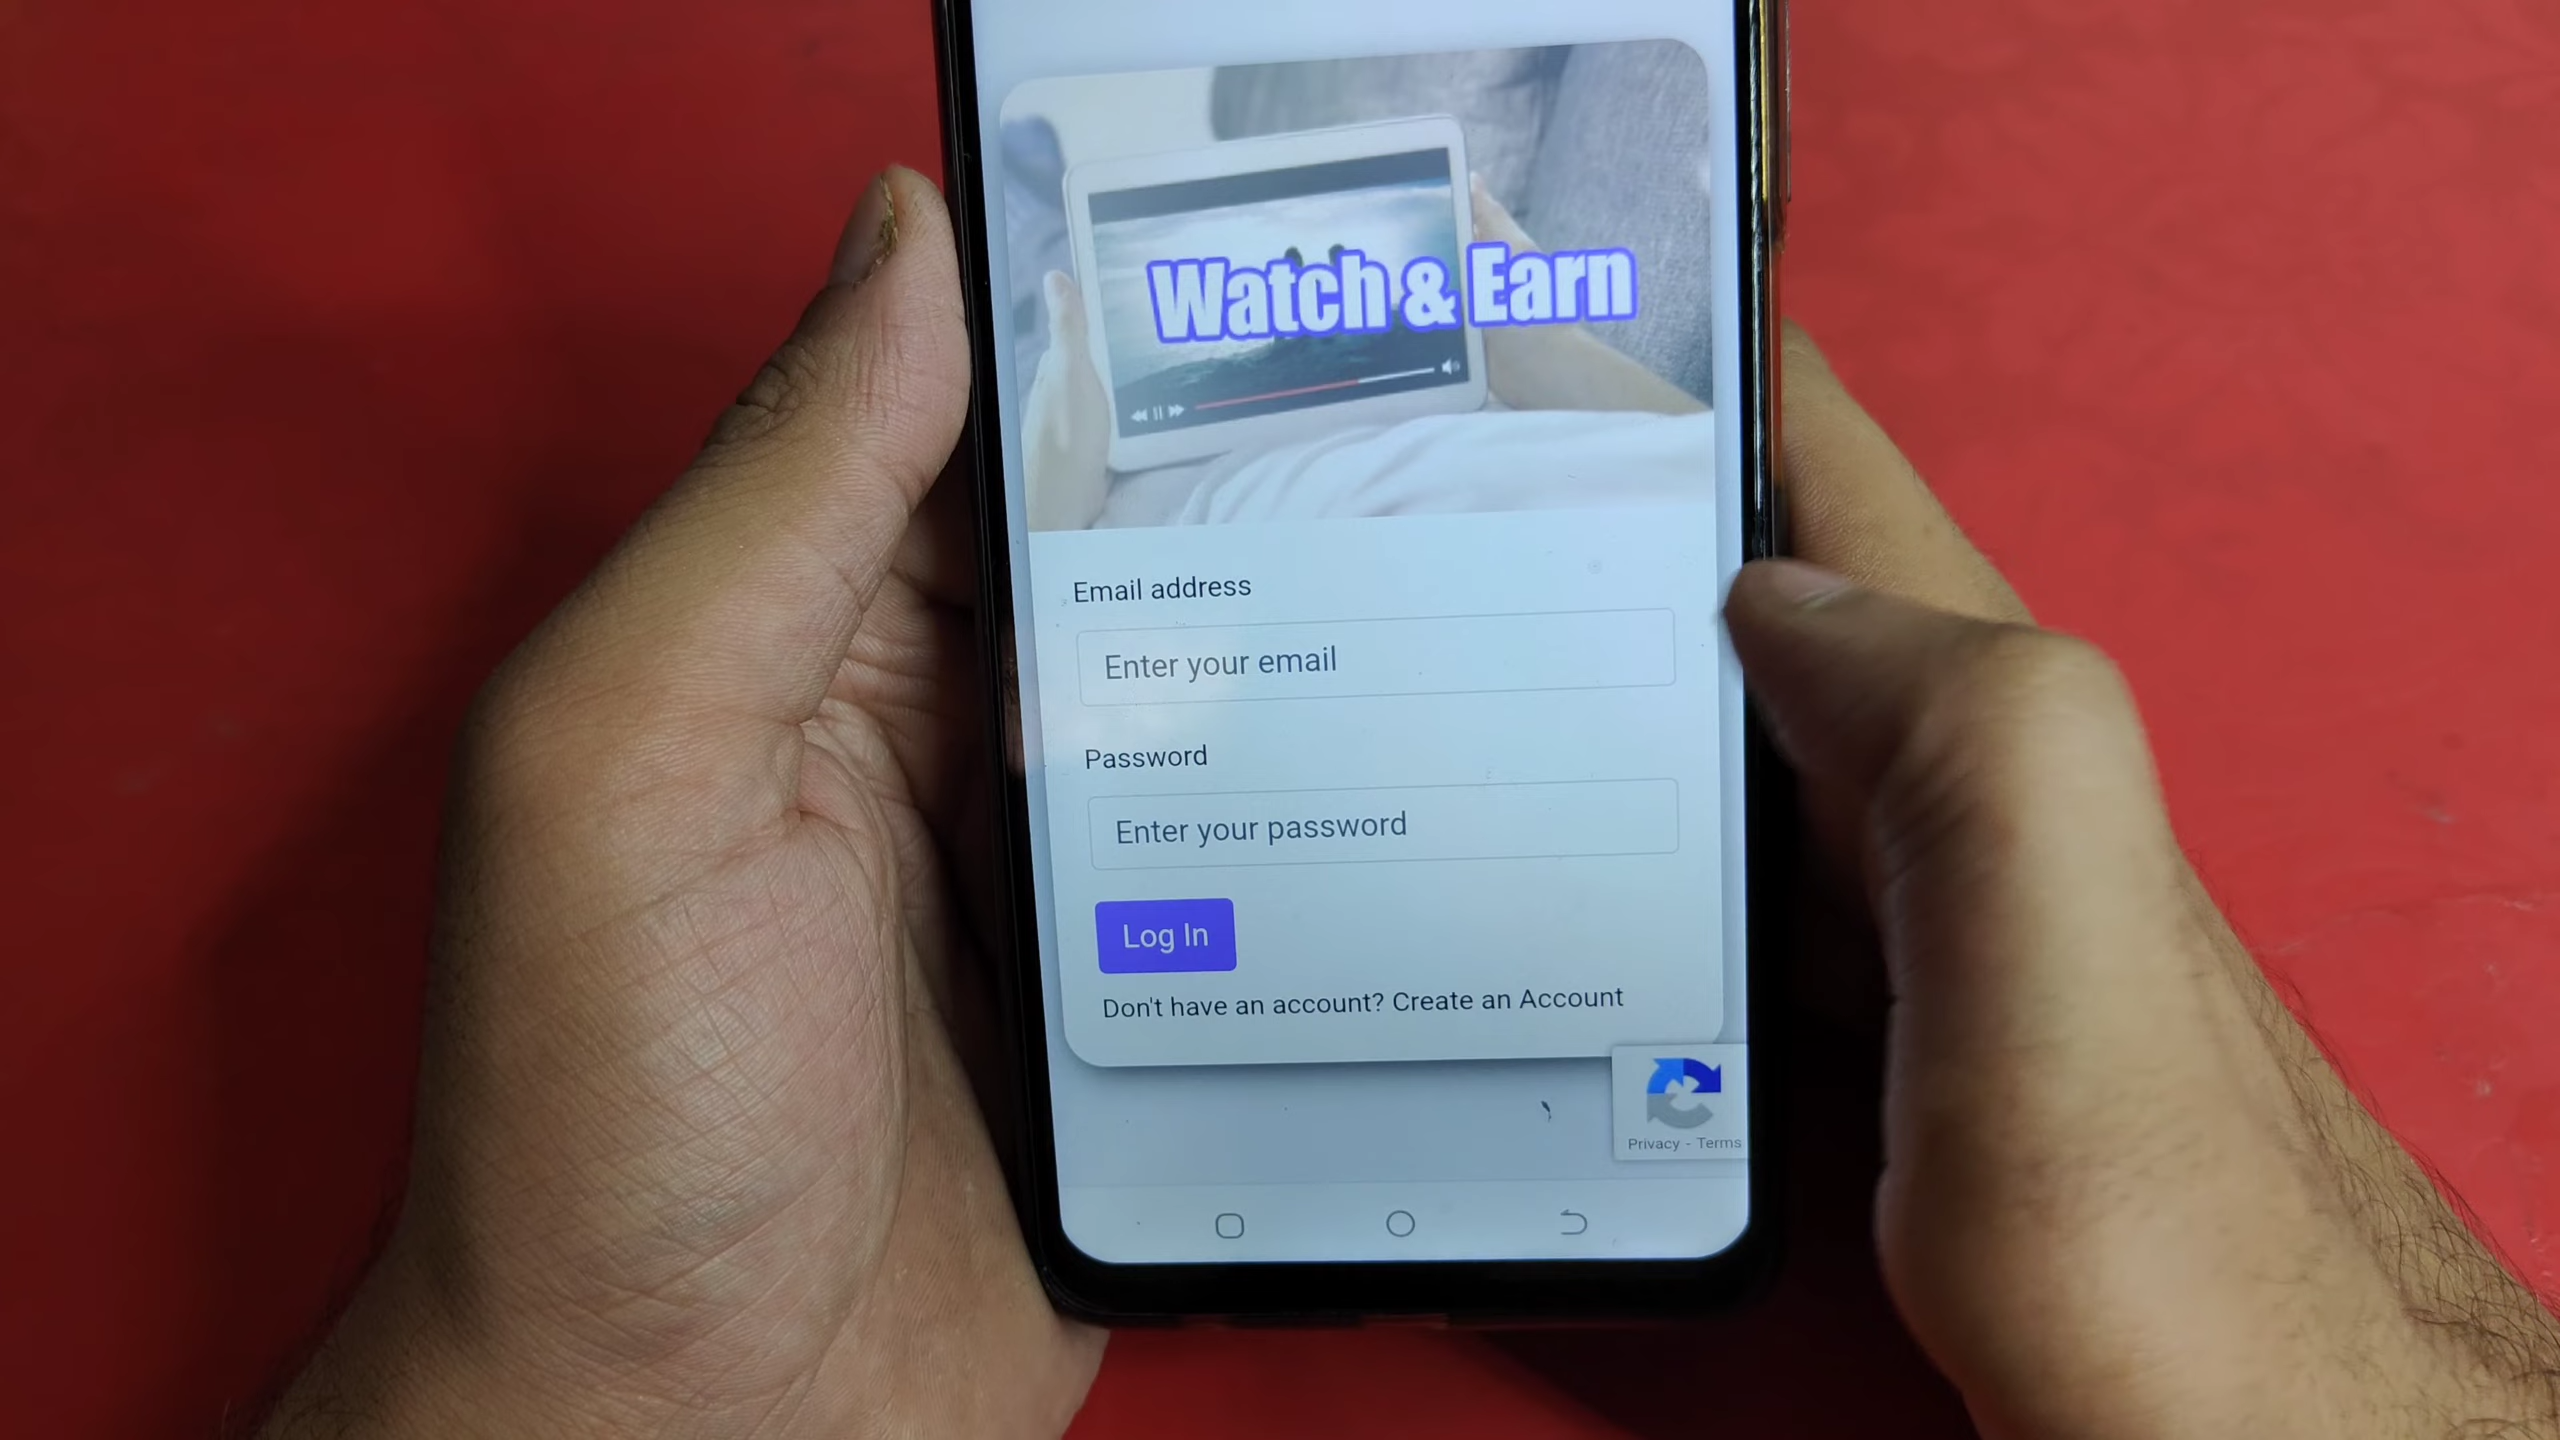 Watch & Earn
Email address
Enter your email
Password
Enter your password
Log In
Don't have an account? Create an Account
Privacy - Terms